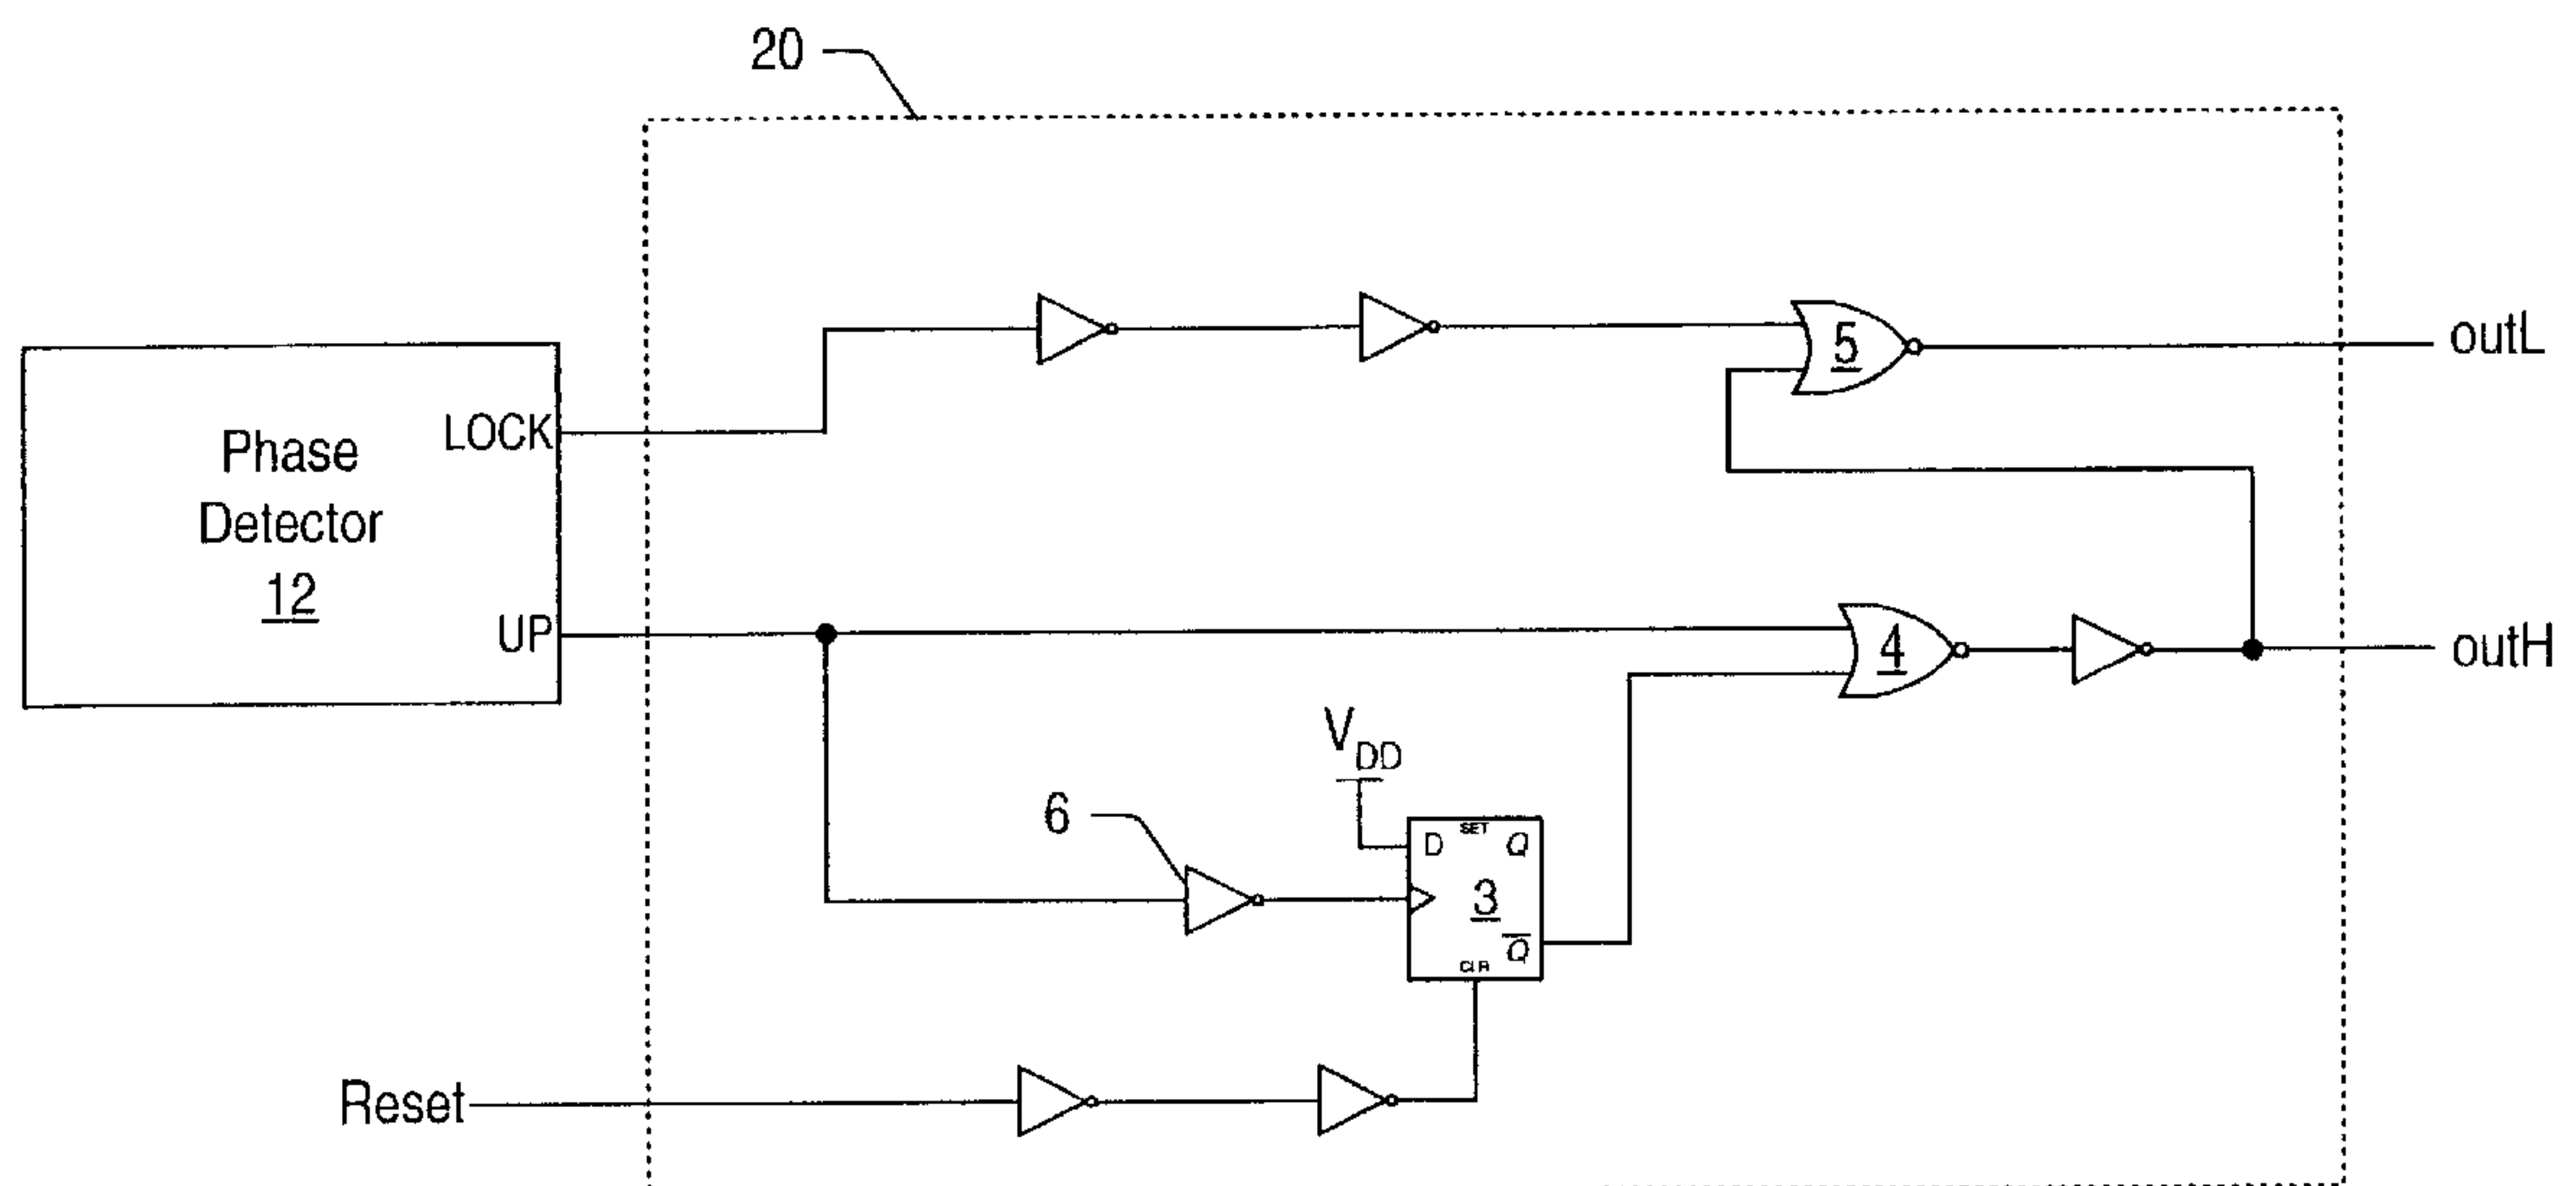 20
5
outL
LOCK
Phase
Detector
12
UP
4
outH
VDD
6
D
SET
Q
3
Q̅
CLR
Reset